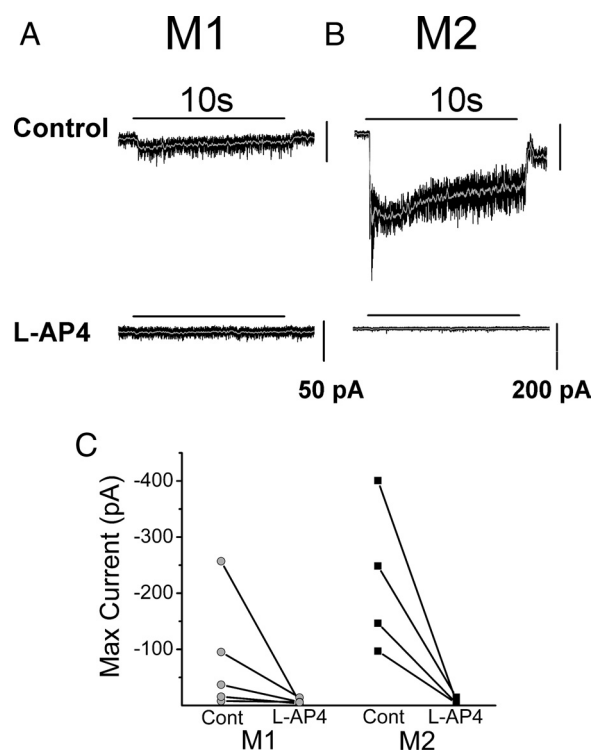 A M1 B M2
10s 10s
Control
L-AP4
50 pA 200 pA
C
Max Current (pA)
-400
-300
-200
-100
Cont L-AP4 Cont L-AP4
M1 M2